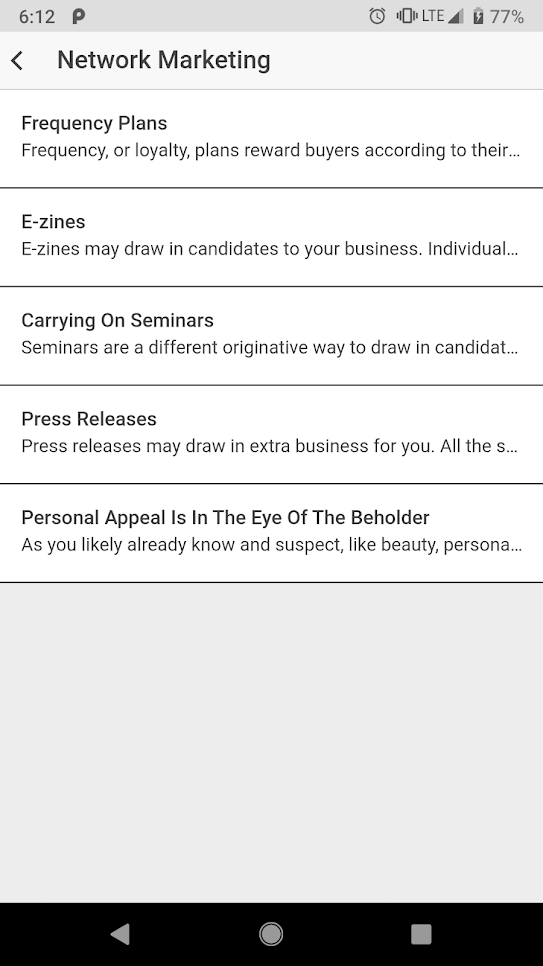 6:12 LTE 77%
Network Marketing
Frequency Plans
Frequency, or loyalty, plans reward buyers according to their...
E-zines
E-zines may draw in candidates to your business. Individual...
Carrying On Seminars
Seminars are a different originative way to draw in candidat...
Press Releases
Press releases may draw in extra business for you. All the s...
Personal Appeal Is In The Eye Of The Beholder
As you likely already know and suspect, like beauty, persona...